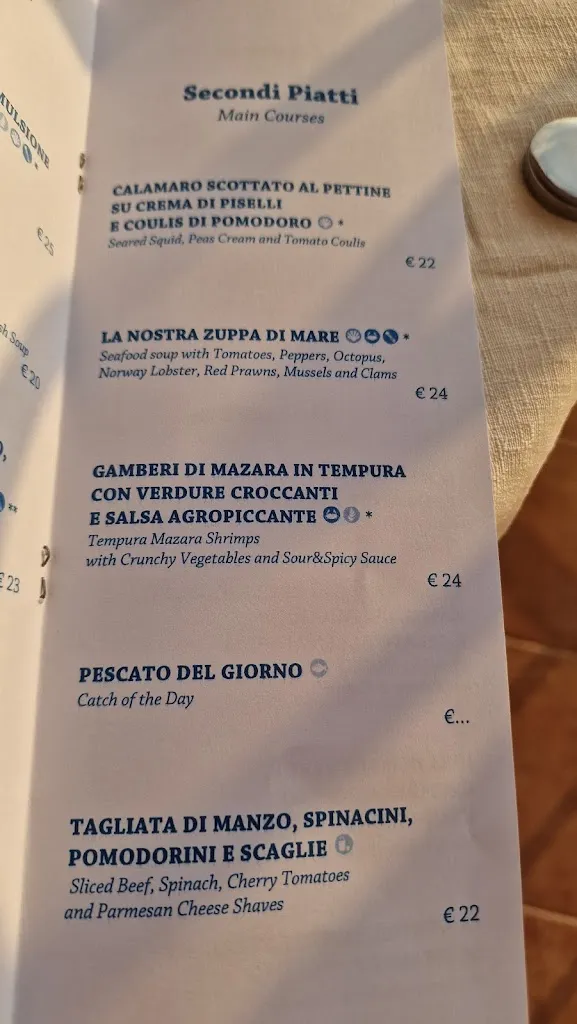 MULSIONE
*
€ 25
sh Soup
€ 20
**
€ 23
Secondi Piatti
Main Courses
CALAMARO SCOTTATO AL PETTINE
SU CREMA DI PISELLI
E COULIS DI POMODORO *
Seared Squid, Peas Cream and Tomato Coulis
€ 22
LA NOSTRA ZUPPA DI MARE *
Seafood soup with Tomatoes, Peppers, Octopus,
Norway Lobster, Red Prawns, Mussels and Clams
€ 24
GAMBERI DI MAZARA IN TEMPURA
CON VERDURE CROCCANTI
E SALSA AGROPICCANTE *
Tempura Mazara Shrimps
with Crunchy Vegetables and Sour&Spicy Sauce
€ 24
PESCATO DEL GIORNO
Catch of the Day
€...
TAGLIATA DI MANZO, SPINACINI,
POMODORINI E SCAGLIE
Sliced Beef, Spinach, Cherry Tomatoes
and Parmesan Cheese Shaves
€ 22